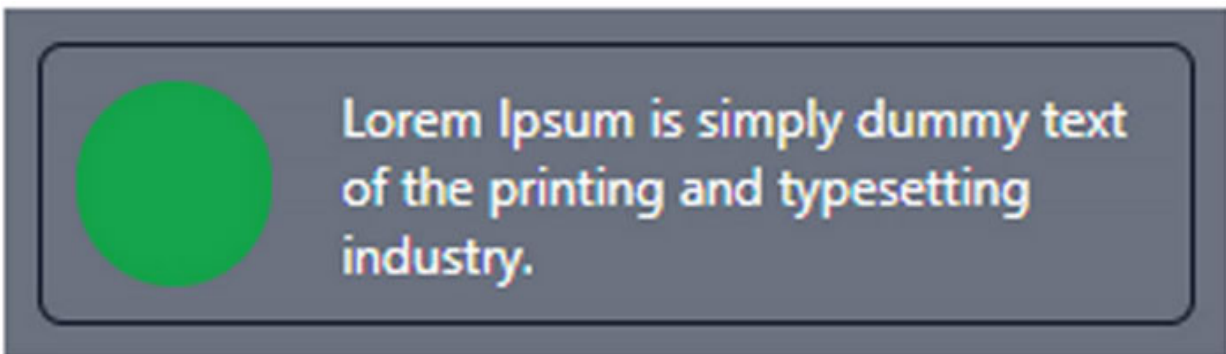 Lorem Ipsum is simply dummy text
of the printing and typesetting
industry.